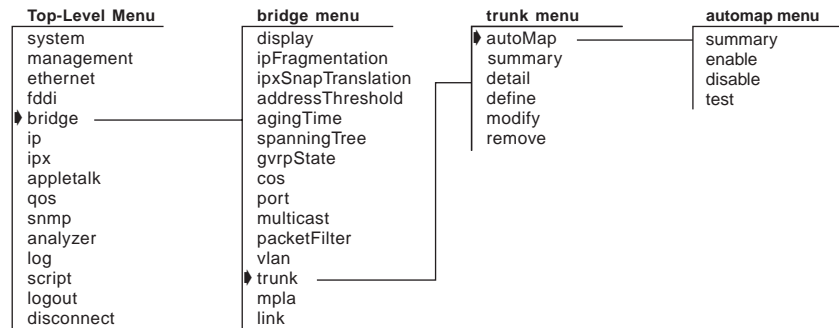 Top-Level Menu
system
management
ethernet
fddi
bridge
ip
ipx
appletalk
qos
snmp
analyzer
log
script
logout
disconnect
bridge menu
display
ipFragmentation
ipxSnapTranslation
addressThreshold
agingTime
spanningTree
gvrpState
cos
port
multicast
packetFilter
vlan
trunk
mpla
link
trunk menu
autoMap
summary
detail
define
modify
remove
automap menu
summary
enable
disable
test